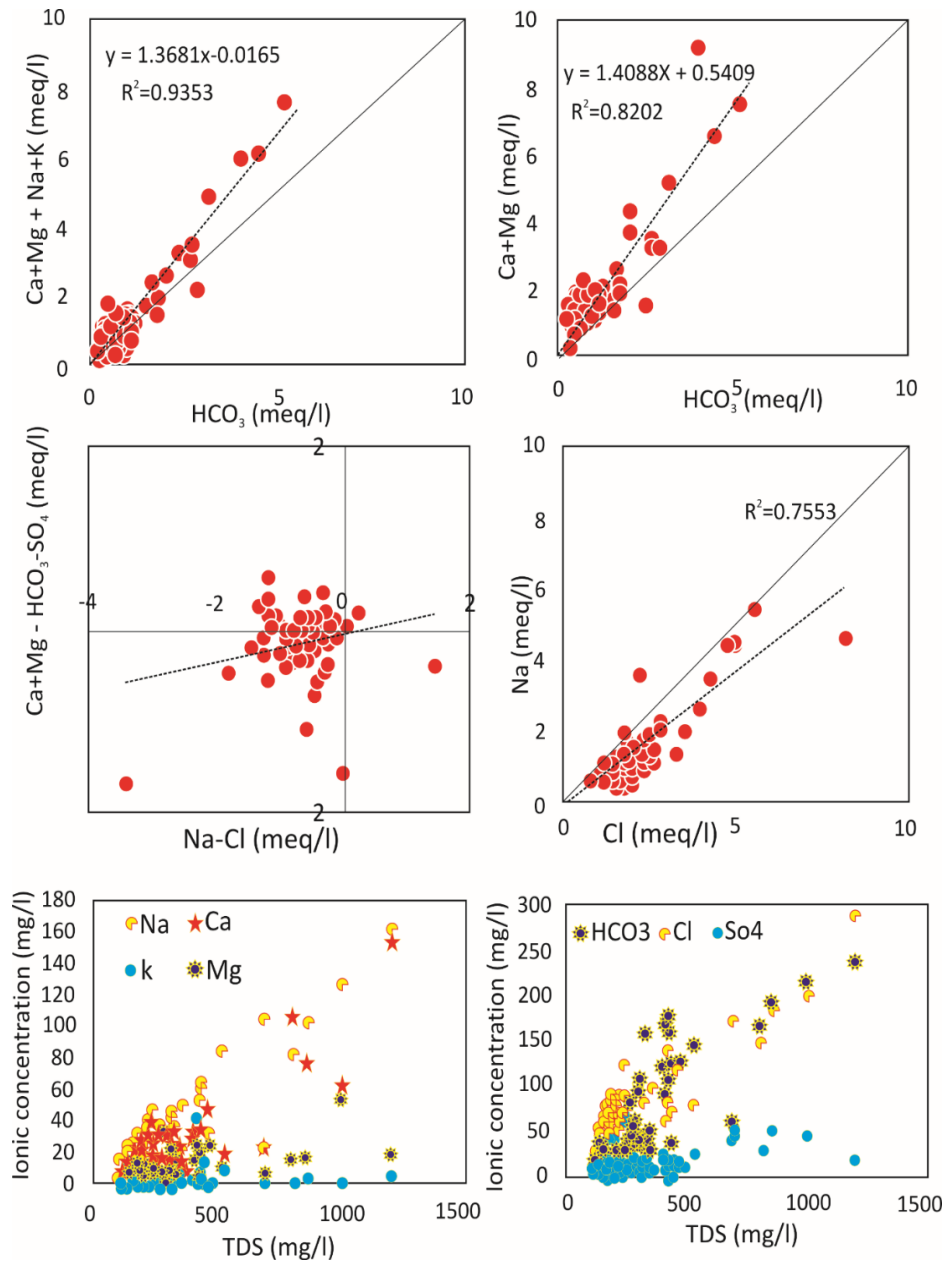 Ca+Mg + Na+K (meq/l)
10
8
6
4
2
0
y = 1.3681x-0.0165
R²=0.9353
0
5
10
HCO₃ (meq/l)
Ca+Mg (meq/l)
10
8
6
4
2
0
y = 1.4088X + 0.5409
R²=0.8202
0
5
10
HCO₃ (meq/l)
Ca+Mg - HCO₃-SO₄ (meq/l)
2
-4
-2
0
2
2
Na-Cl (meq/l)
Na (meq/l)
10
8
6
4
2
0
R²=0.7553
0
5
10
Cl (meq/l)
Ionic concentration (mg/l)
180
160
140
120
100
80
60
40
20
0
Na
Ca
k
Mg
0
500
1000
1500
TDS (mg/l)
Ionic concentration (mg/l)
300
250
200
150
100
50
0
HCO3
Cl
So4
0
500
1000
1500
TDS (mg/l)